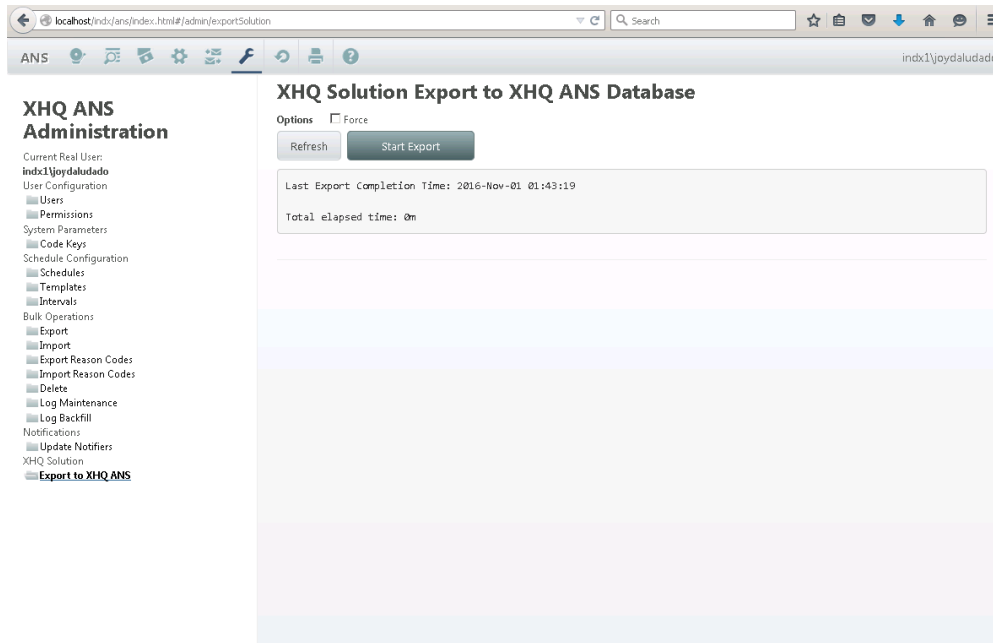 localhost/indx/ans/index.html#/admin/exportSolution
Search
ANS
indx1\joydaludado
XHQ ANS
Administration
Current Real User:
indx1\joydaludado
User Configuration
Users
Permissions
System Parameters
Code Keys
Schedule Configuration
Schedules
Templates
Intervals
Bulk Operations
Export
Import
Export Reason Codes
Import Reason Codes
Delete
Log Maintenance
Log Backfill
Notifications
Update Notifiers
XHQ Solution
Export to XHQ ANS
XHQ Solution Export to XHQ ANS Database
Options Force
Refresh Start Export
Last Export Completion Time: 2016-Nov-01 01:43:19
Total elapsed time: 0m